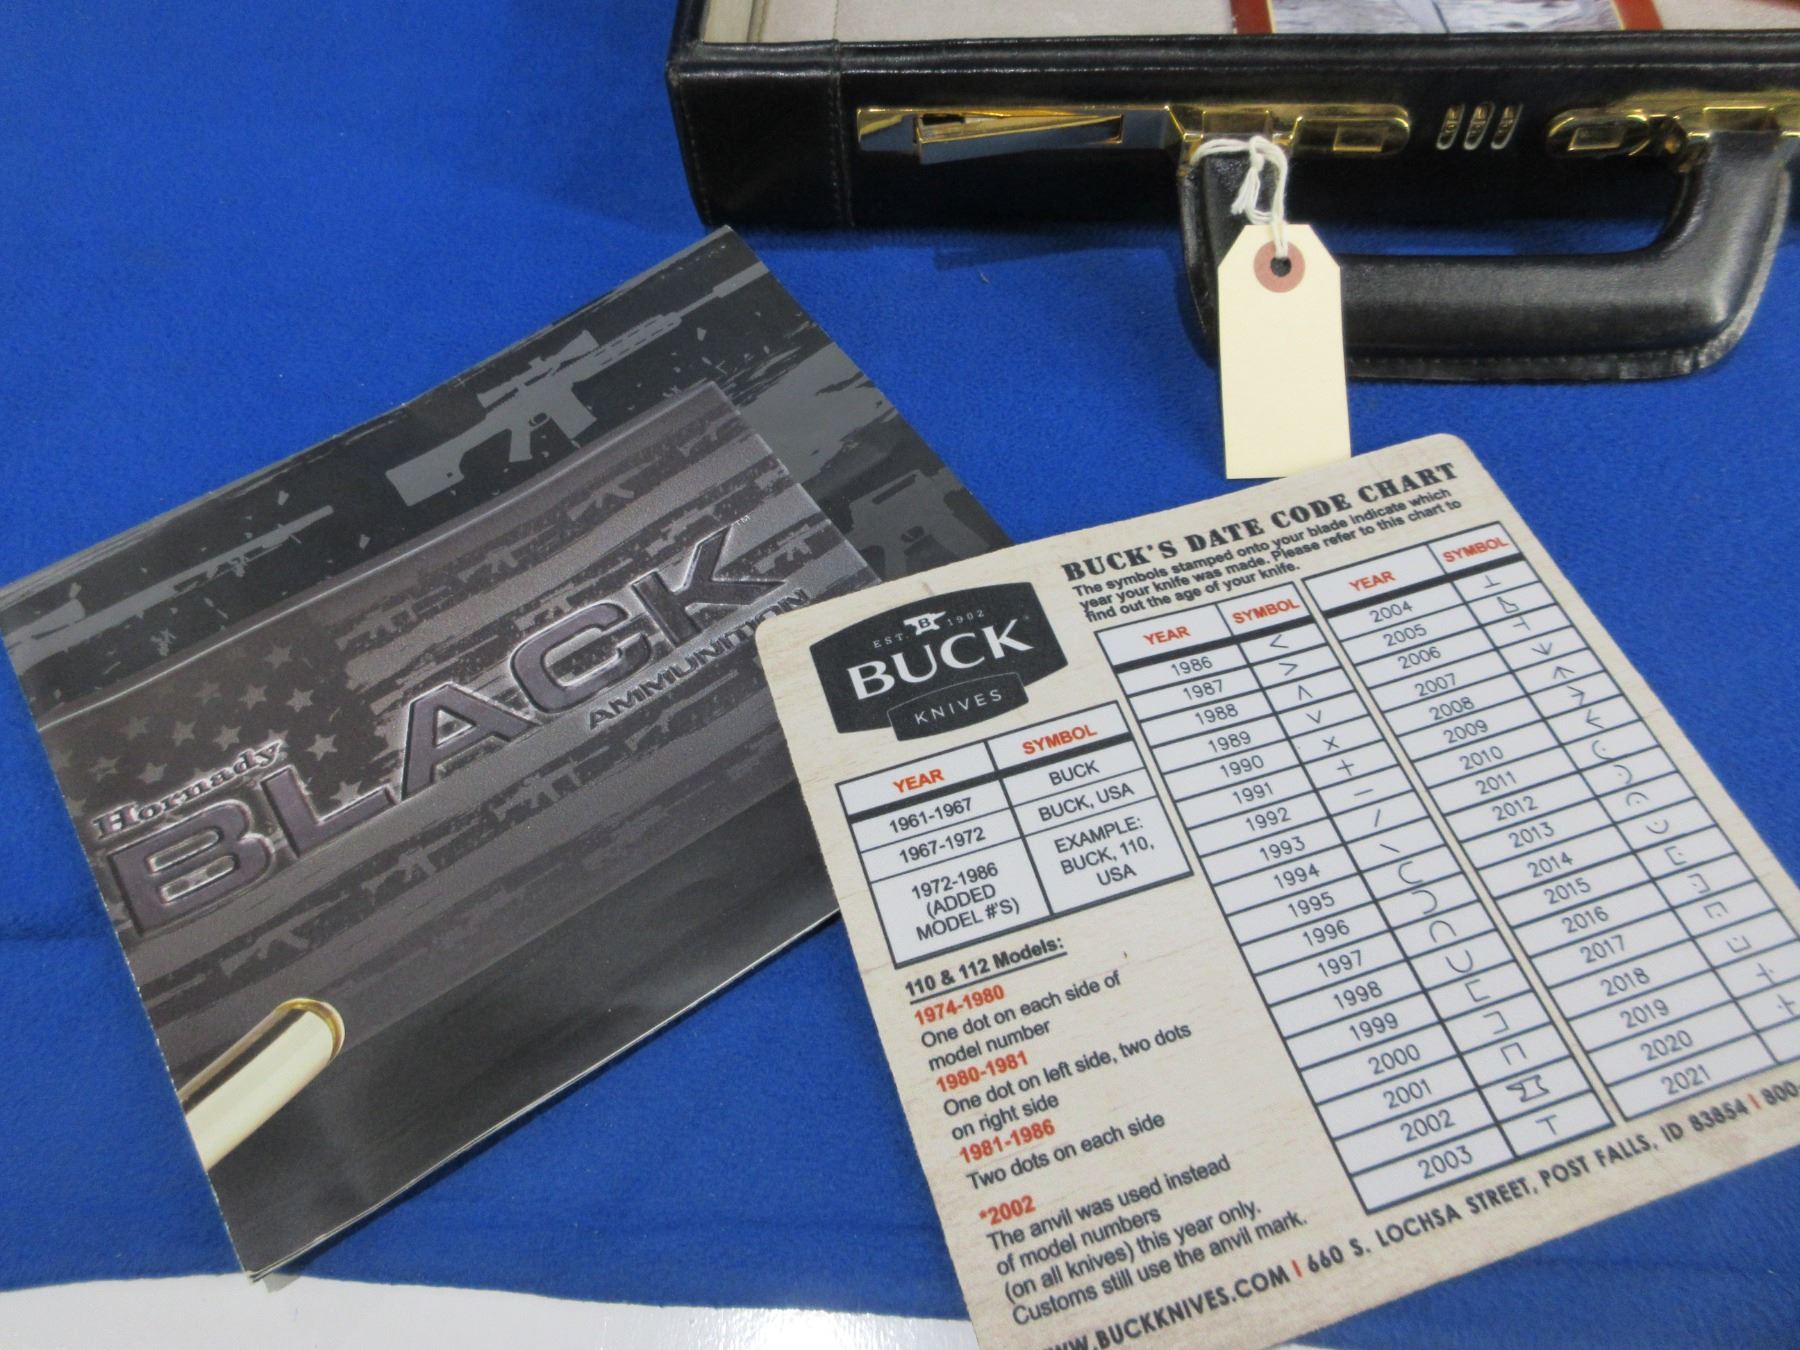 Hornady
BLACK™
AMMUNITION
EST. B 1902
BUCK®
KNIVES
BUCK'S DATE CODE CHART
The symbols stamped onto your blade indicate which
year your knife was made. Please refer to this chart to
find out the age of your knife.
YEAR SYMBOL
1961-1967 BUCK
1967-1972 BUCK, USA
1972-1986
(ADDED
MODEL #'S)
EXAMPLE:
BUCK, 110,
USA
110 & 112 Models:
1974-1980
One dot on each side of
model number
1980-1981
One dot on left side, two dots
on right side
1981-1986
Two dots on each side
*2002
The anvil was used instead
of model numbers
(on all knives) this year only.
Customs still use the anvil mark.
YEAR SYMBOL
1986 <
1987 >
1988
1989
1990
1991
1992
1993
1994
1995
1996
1997
1998
1999
2000
2001
2002
2003
YEAR SYMBOL
2004
2005
2006
2007
2008
2009
2010
2011
2012
2013
2014
2015
2016
2017
2018
2019
2020
2021
WWW.BUCKKNIVES.COM | 660 S. LOCHSA STREET, POST FALLS, ID 83854 | 800-